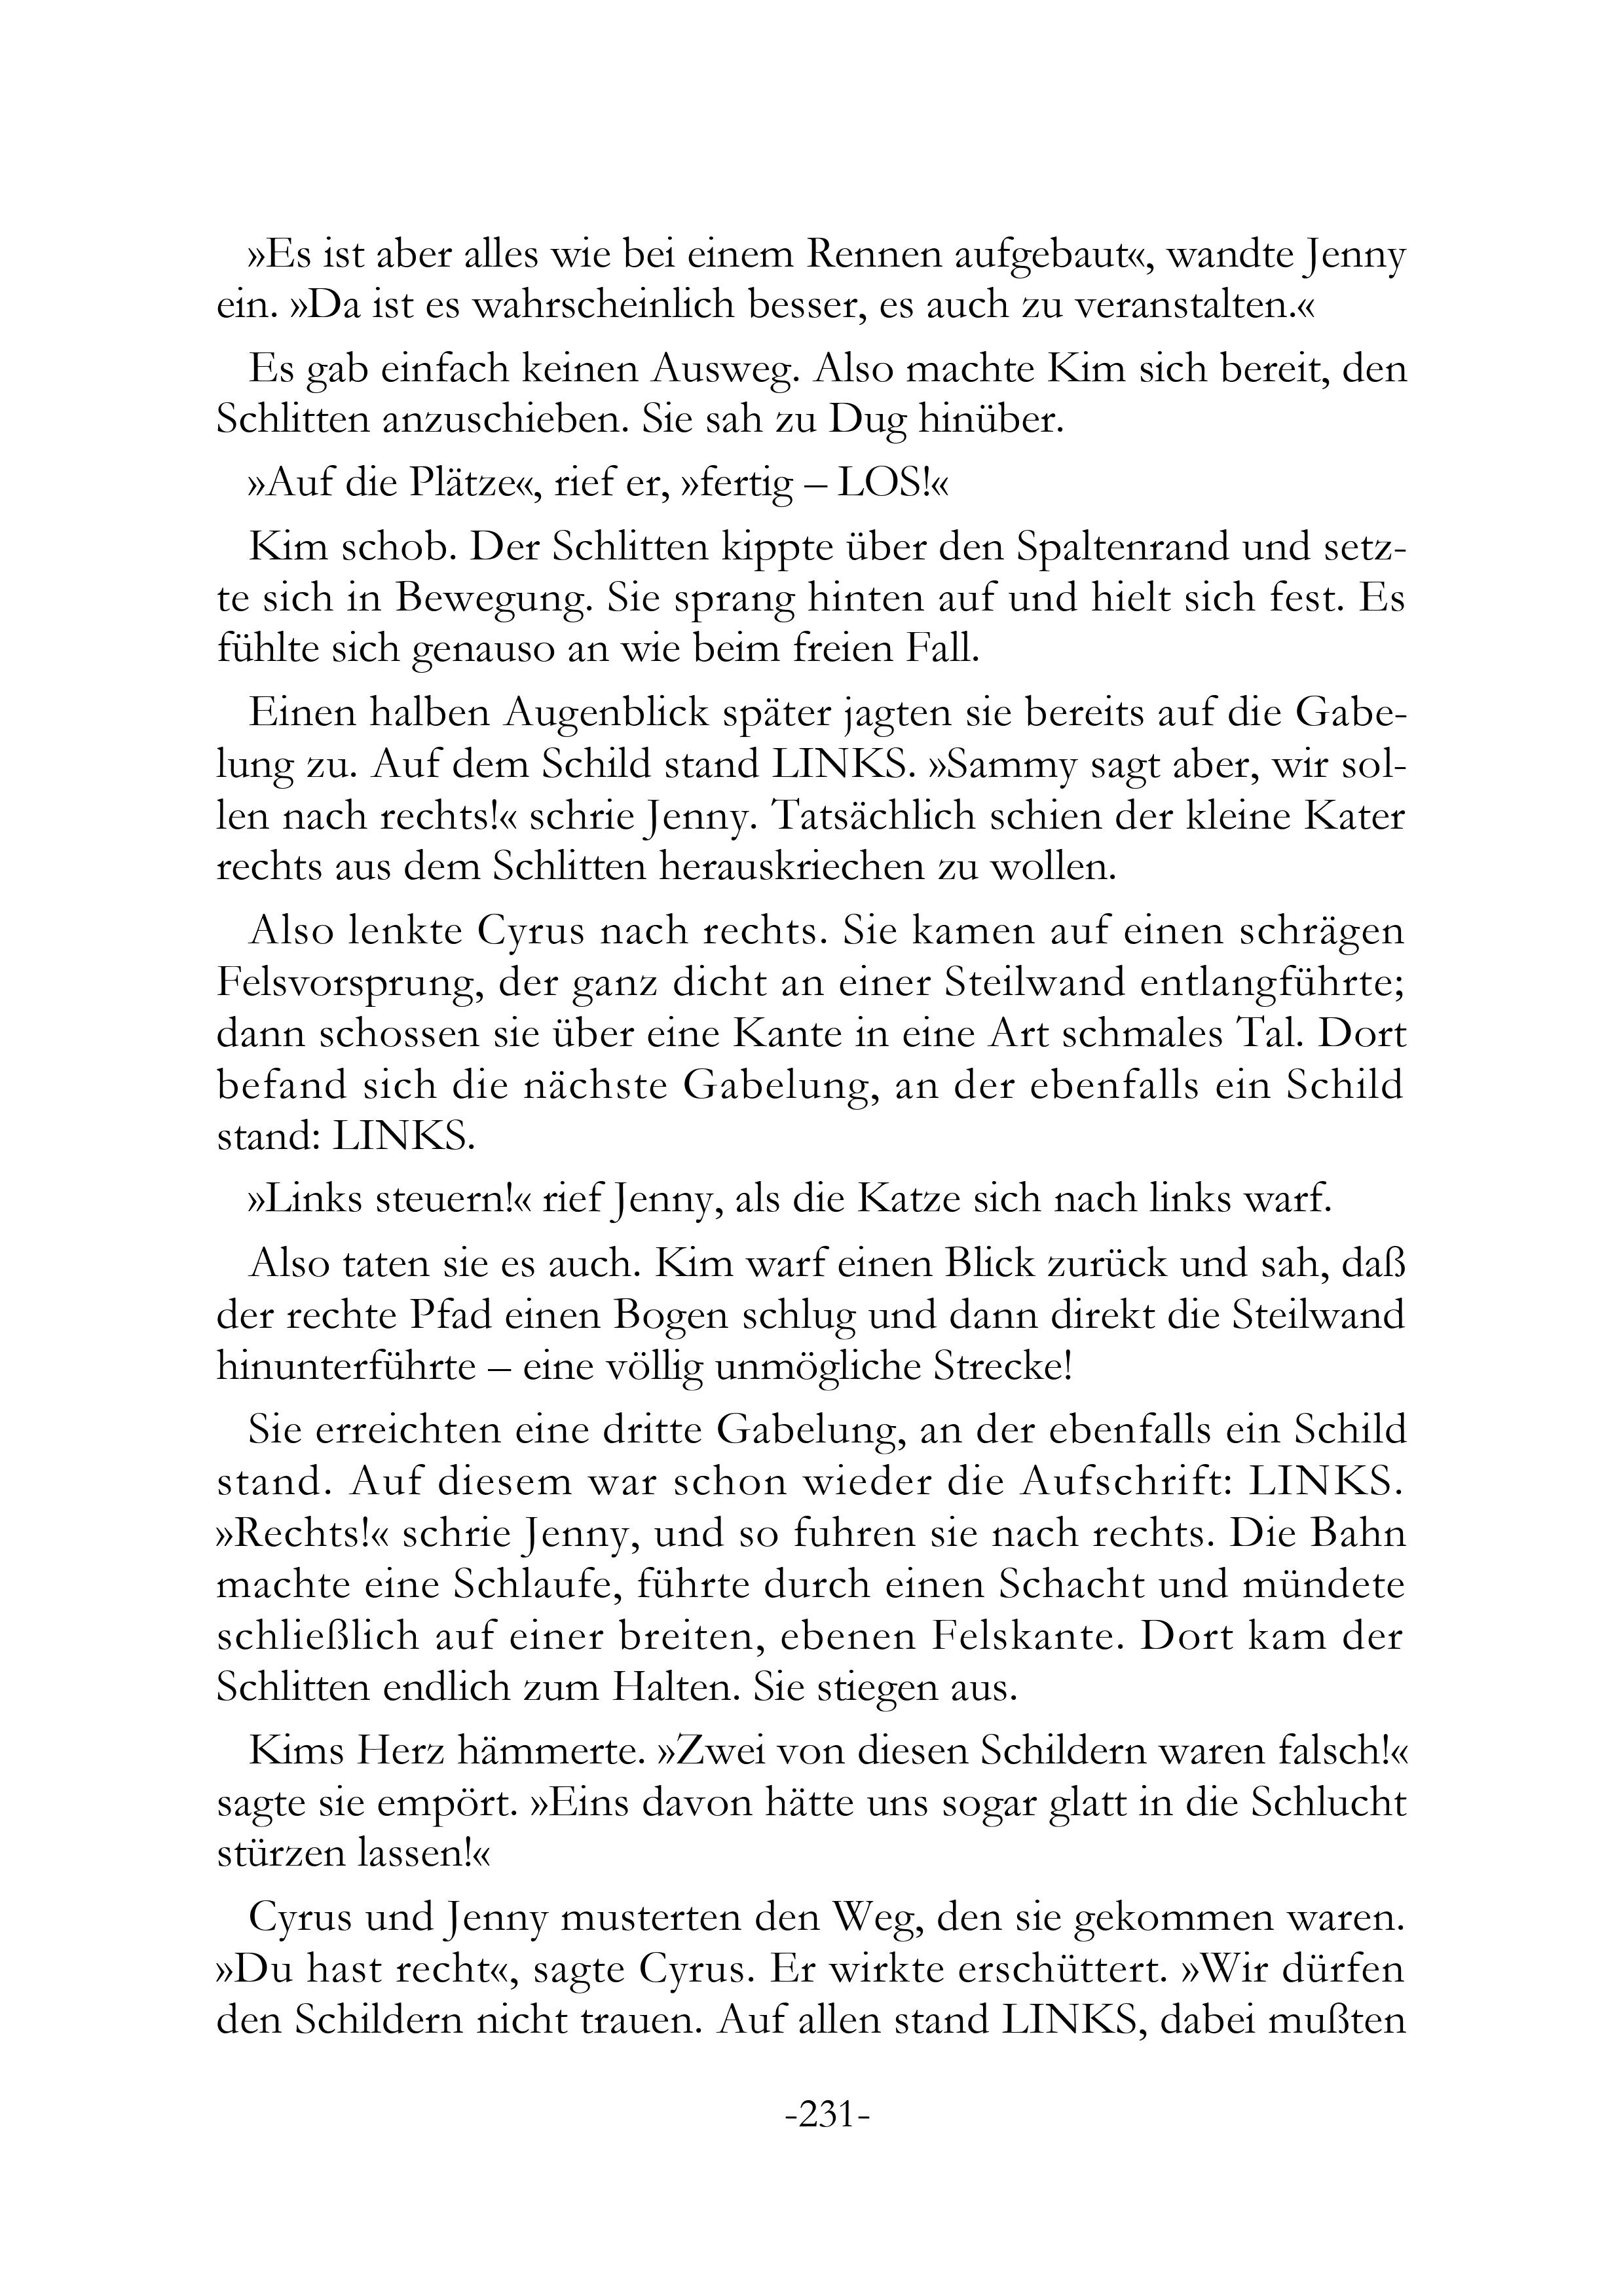 »Es ist aber alles wie bei einem Rennen aufgebaut«, wandte Jenny
ein. »Da ist es wahrscheinlich besser, es auch zu veranstalten.«
Es gab einfach keinen Ausweg. Also machte Kim sich bereit, den
Schlitten anzuschieben. Sie sah zu Dug hinüber.
»Auf die Plätze«, rief er, »fertig – LOS!«
Kim schob. Der Schlitten kippte über den Spaltenrand und setz-
te sich in Bewegung. Sie sprang hinten auf und hielt sich fest. Es
fühlte sich genauso an wie beim freien Fall.
Einen halben Augenblick später jagten sie bereits auf die Gabe-
lung zu. Auf dem Schild stand LINKS. »Sammy sagt aber, wir sol-
len nach rechts!« schrie Jenny. Tatsächlich schien der kleine Kater
rechts aus dem Schlitten herauskriechen zu wollen.
Also lenkte Cyrus nach rechts. Sie kamen auf einen schrägen
Felsvorsprung, der ganz dicht an einer Steilwand entlangführte;
dann schossen sie über eine Kante in eine Art schmales Tal. Dort
befand sich die nächste Gabelung, an der ebenfalls ein Schild
stand: LINKS.
»Links steuern!« rief Jenny, als die Katze sich nach links warf.
Also taten sie es auch. Kim warf einen Blick zurück und sah, daß
der rechte Pfad einen Bogen schlug und dann direkt die Steilwand
hinunterführte – eine völlig unmögliche Strecke!
Sie erreichten eine dritte Gabelung, an der ebenfalls ein Schild
stand. Auf diesem war schon wieder die Aufschrift: LINKS.
»Rechts!« schrie Jenny, und so fuhren sie nach rechts. Die Bahn
machte eine Schlaufe, führte durch einen Schacht und mündete
schließlich auf einer breiten, ebenen Felskante. Dort kam der
Schlitten endlich zum Halten. Sie stiegen aus.
Kims Herz hämmerte. »Zwei von diesen Schildern waren falsch!«
sagte sie empört. »Eins davon hätte uns sogar glatt in die Schlucht
stürzen lassen!«
Cyrus und Jenny musterten den Weg, den sie gekommen waren.
»Du hast recht«, sagte Cyrus. Er wirkte erschüttert. »Wir dürfen
den Schildern nicht trauen. Auf allen stand LINKS, dabei mußten
-231-